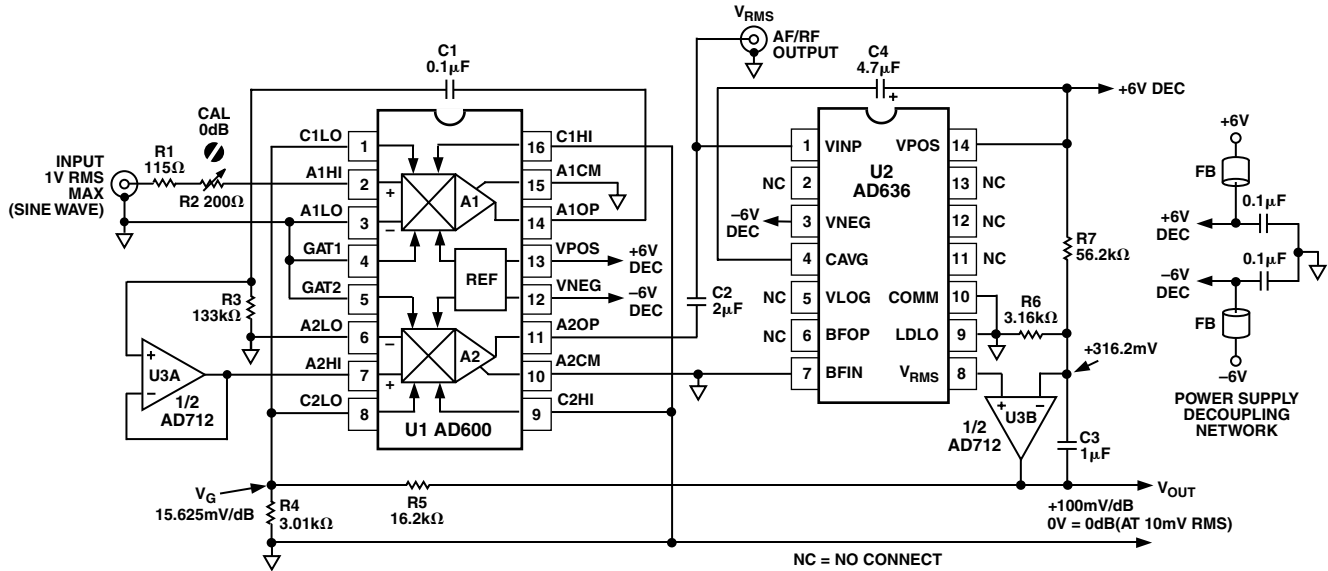 V_RMS
AF/RF
OUTPUT
C1
0.1µF
C4
4.7µF
+
+6V DEC
CAL
0dB
R1
115Ω
R2 200Ω
INPUT
1V RMS
MAX
(SINE WAVE)
C1LO
A1HI
A1LO
GAT1
GAT2
A2LO
A2HI
C2LO
1
2
3
4
5
6
7
8
+
–
A1
REF
–
+
A2
U1 AD600
16
15
14
13
12
11
10
9
C1HI
A1CM
A1OP
VPOS
VNEG
A2OP
A2CM
C2HI
+6V
DEC
–6V
DEC
R3
133kΩ
+
–
U3A
1/2
AD712
C2
2µF
NC
–6V
DEC
NC
NC
1
2
3
4
5
6
7
VINP
VNEG
CAVG
VLOG
BFOP
BFIN
U2
AD636
VPOS
COMM
LDLO
V_RMS
14
13
12
11
10
9
8
NC
NC
NC
R7
56.2kΩ
R6
3.16kΩ
+316.2mV
+ –
U3B
1/2
AD712
C3
1µF
+6V
FB
0.1µF
+6V
DEC
–6V
DEC
0.1µF
FB
–6V
POWER SUPPLY
DECOUPLING
NETWORK
V_G
15.625mV/dB
R4
3.01kΩ
R5
16.2kΩ
V_OUT
+100mV/dB
0V = 0dB(AT 10mV RMS)
NC = NO CONNECT